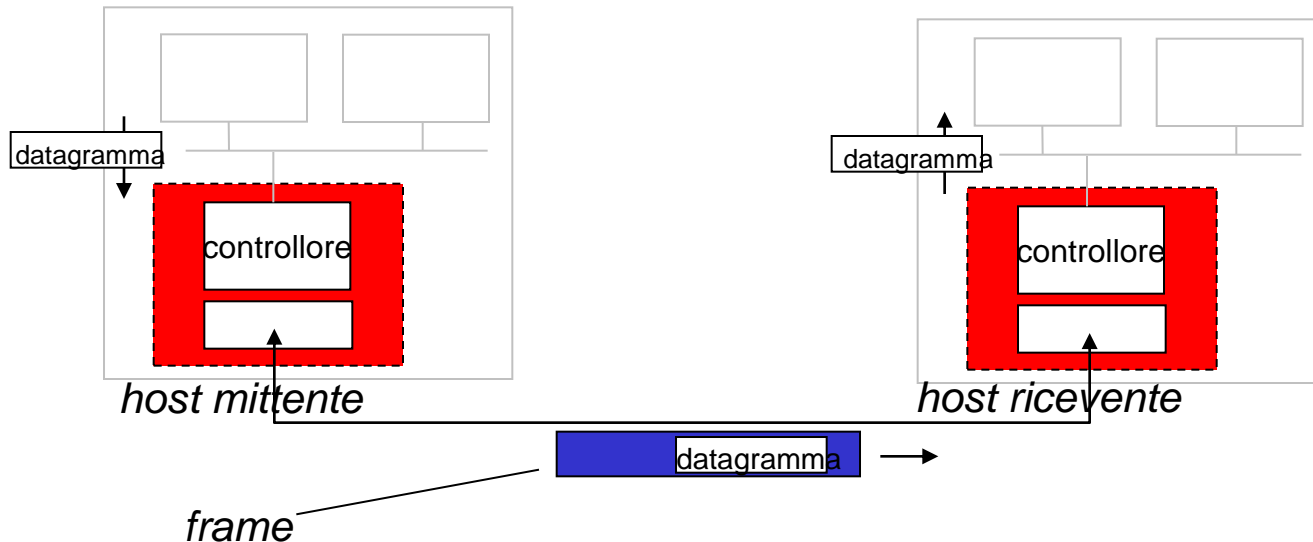 datagramma
datagramma
controllore
controllore
host mittente
host ricevente
datagramma
frame